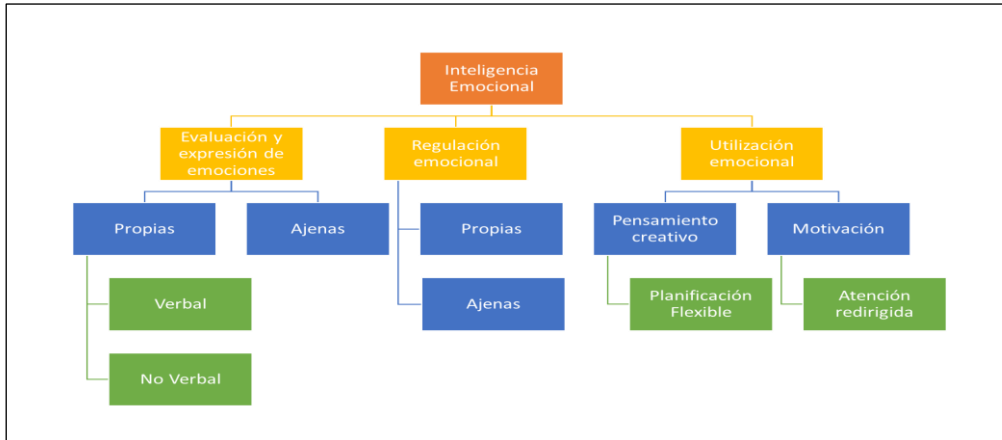 Inteligencia
Emocional
Evaluación y
expresión de
emociones
Regulación
emocional
Utilización
emocional
Propias
Ajenas
Propias
Pensamiento
creativo
Motivación
Verbal
Ajenas
Planificación
Flexible
Atención
redirigida
No Verbal